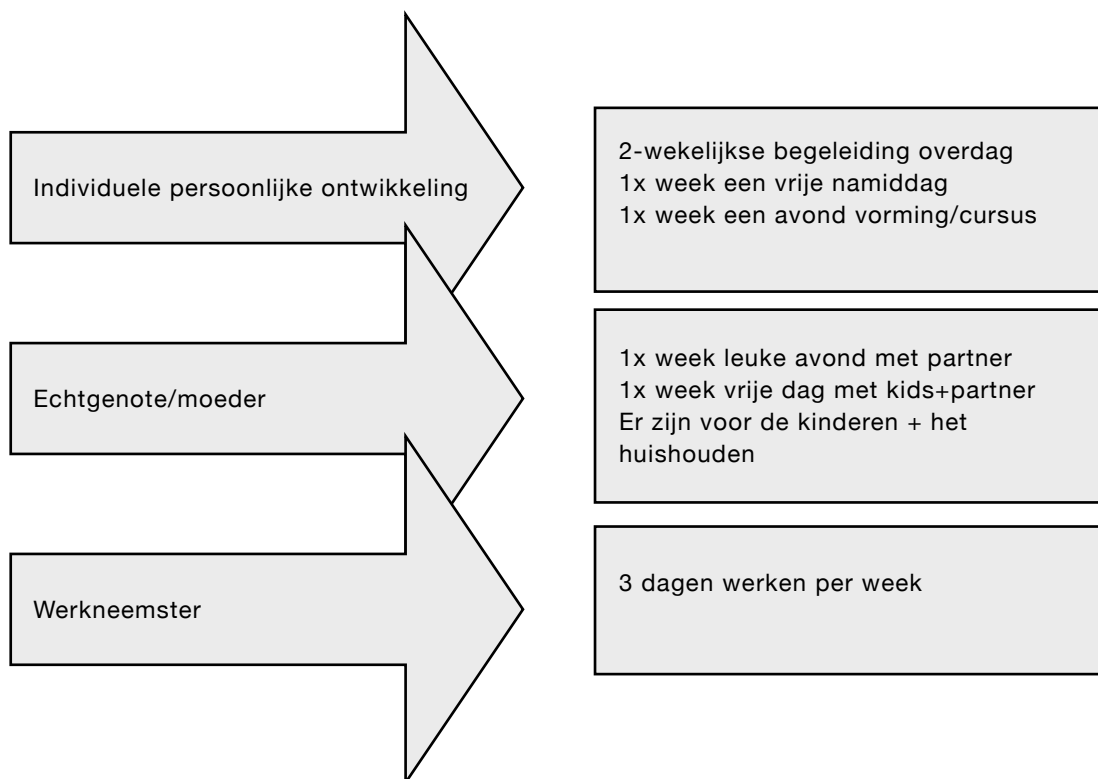 Individuele persoonlijke ontwikkeling
2-wekelijkse begeleiding overdag
1x week een vrije namiddag
1x week een avond vorming/cursus
Echtgenote/moeder
1x week leuke avond met partner
1x week vrije dag met kids+partner
Er zijn voor de kinderen + het
huishouden
Werkneemster
3 dagen werken per week